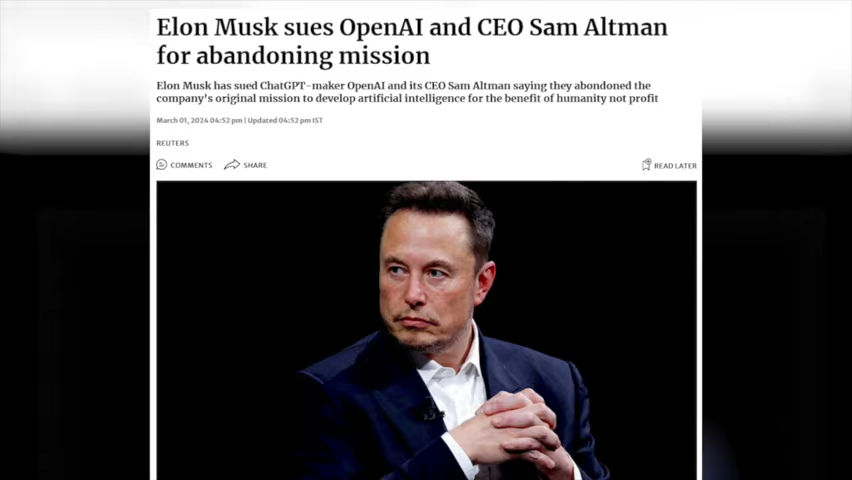 Elon Musk sues OpenAI and CEO Sam Altman
for abandoning mission
Elon Musk has sued ChatGPT-maker OpenAI and its CEO Sam Altman saying they abandoned the
company's original mission to develop artificial intelligence for the benefit of humanity not profit
March 01, 2024 04:52 pm | Updated 04:52 pm IST
REUTERS
COMMENTS SHARE READ LATER